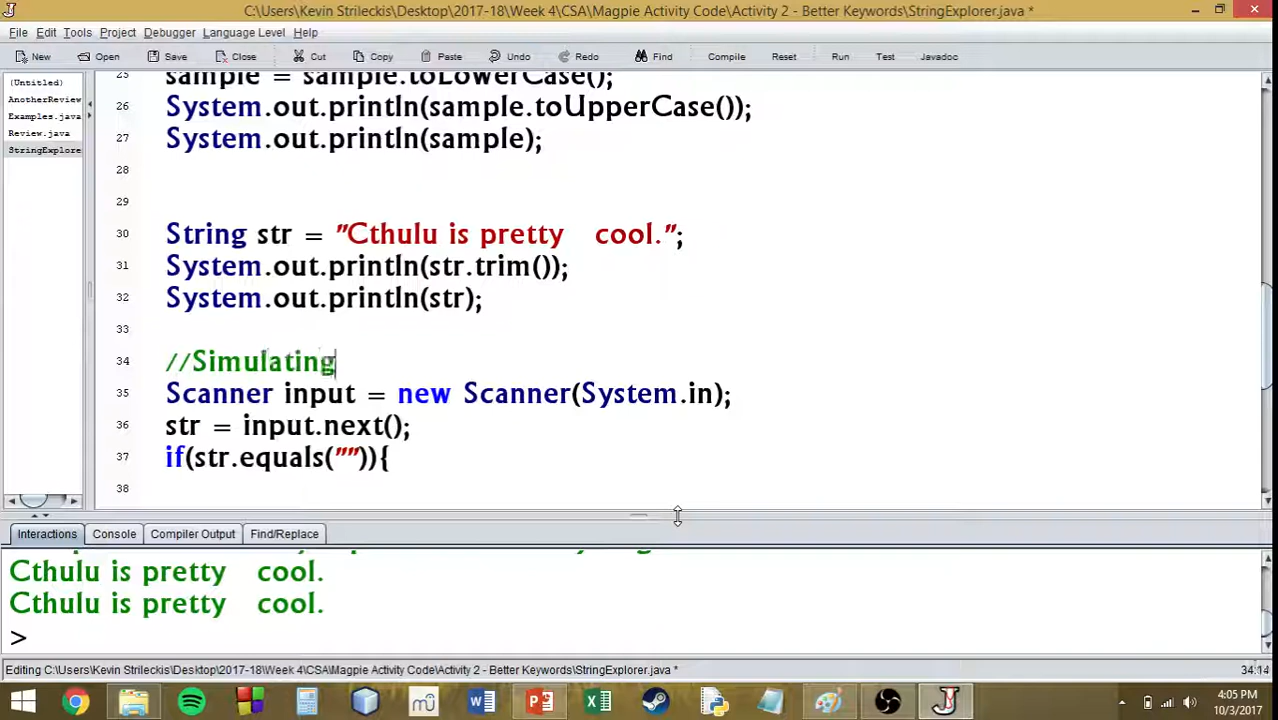 C:\Users\Kevin Strileckis\Desktop\2017-18\Week 4\CSA\Magpie Activity Code\Activity 2 - Better Keywords\StringExplorer.java *
File Edit Tools Project Debugger Language Level Help
New Open Save Close Cut Copy Paste Undo Redo Find Compile Reset Run Test Javadoc
(Untitled)
AnotherReview
Examples.java
Review.java
StringExplore
25 sample = sample.toLowerCase();
26 System.out.println(sample.toUpperCase());
27 System.out.println(sample);
28
29
30 String str = "Cthulu is pretty   cool.";
31 System.out.println(str.trim());
32 System.out.println(str);
33
34 //Simulating
35 Scanner input = new Scanner(System.in);
36 str = input.next();
37 if(str.equals("")){
38
Interactions Console Compiler Output Find/Replace
Cthulu is pretty   cool.
Cthulu is pretty   cool.
>
Editing C:\Users\Kevin Strileckis\Desktop\2017-18\Week 4\CSA\Magpie Activity Code\Activity 2 - Better Keywords\StringExplorer.java * 34:14
4:05 PM
10/3/2017